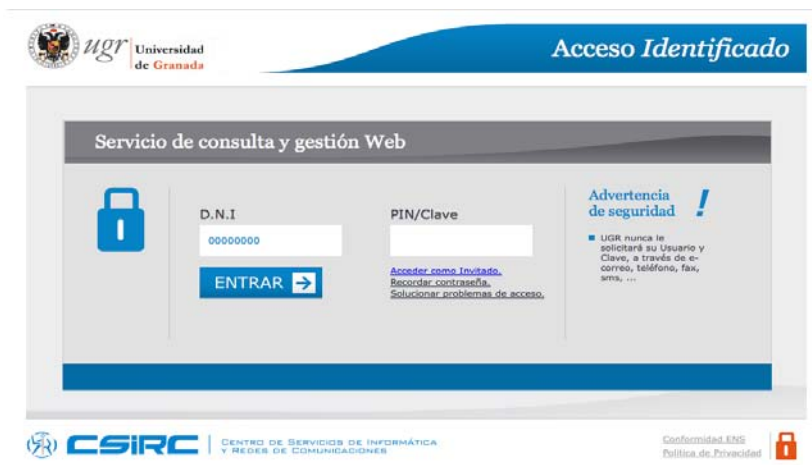 ugr Universidad
de Granada
Acceso Identificado
Servicio de consulta y gestión Web
D.N.I
00000000
ENTRAR
PIN/Clave
Acceder como Invitado.
Recordar contraseña.
Solucionar problemas de acceso.
Advertencia
de seguridad !
UGR nunca le
solicitará su Usuario y
Clave, a través de e-
correo, teléfono, fax,
sms, ...
CSIRC
CENTRO DE SERVICIOS DE INFORMÁTICA
Y REDES DE COMUNICACIONES
Conformidad ENS
Política de Privacidad